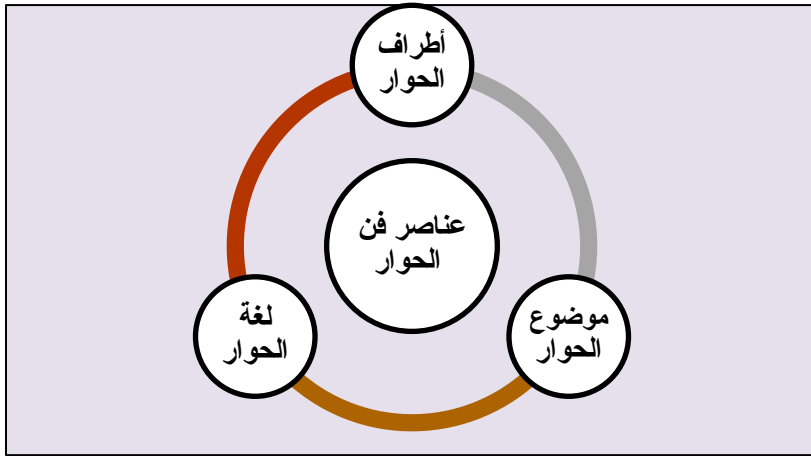 أطراف
الحوار
عناصر فن
الحوار
موضوع
الحوار
لغة
الحوار